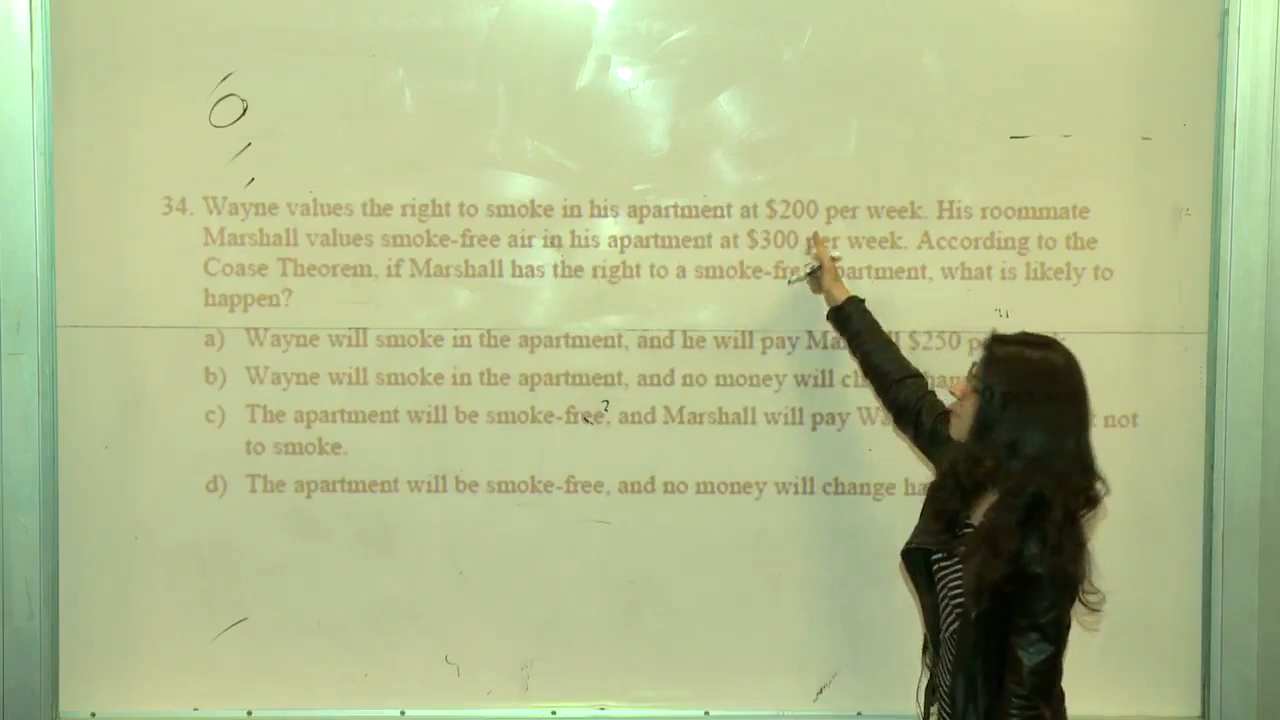 34. Wayne values the right to smoke in his apartment at $200 per week. His roommate
Marshall values smoke-free air in his apartment at $300 per week. According to the
Coase Theorem, if Marshall has the right to a smoke-free apartment, what is likely to
happen?
a) Wayne will smoke in the apartment, and he will pay $250
b) Wayne will smoke in the apartment, and no money will
c) The apartment will be smoke-free, and Marshall will pay not
to smoke.
d) The apartment will be smoke-free, and no money will change